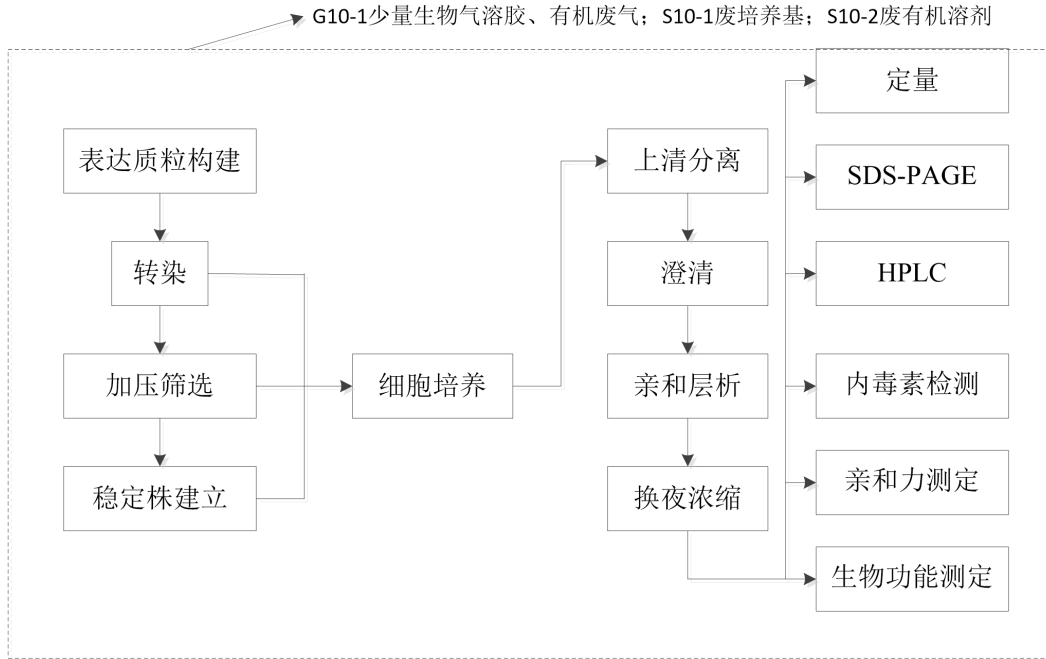 G10-1少量生物气溶胶、有机废气；S10-1废培养基；S10-2废有机溶剂
表达质粒构建
转染
加压筛选
稳定株建立
细胞培养
上清分离
澄清
亲和层析
换夜浓缩
定量
SDS-PAGE
HPLC
内毒素检测
亲和力测定
生物功能测定